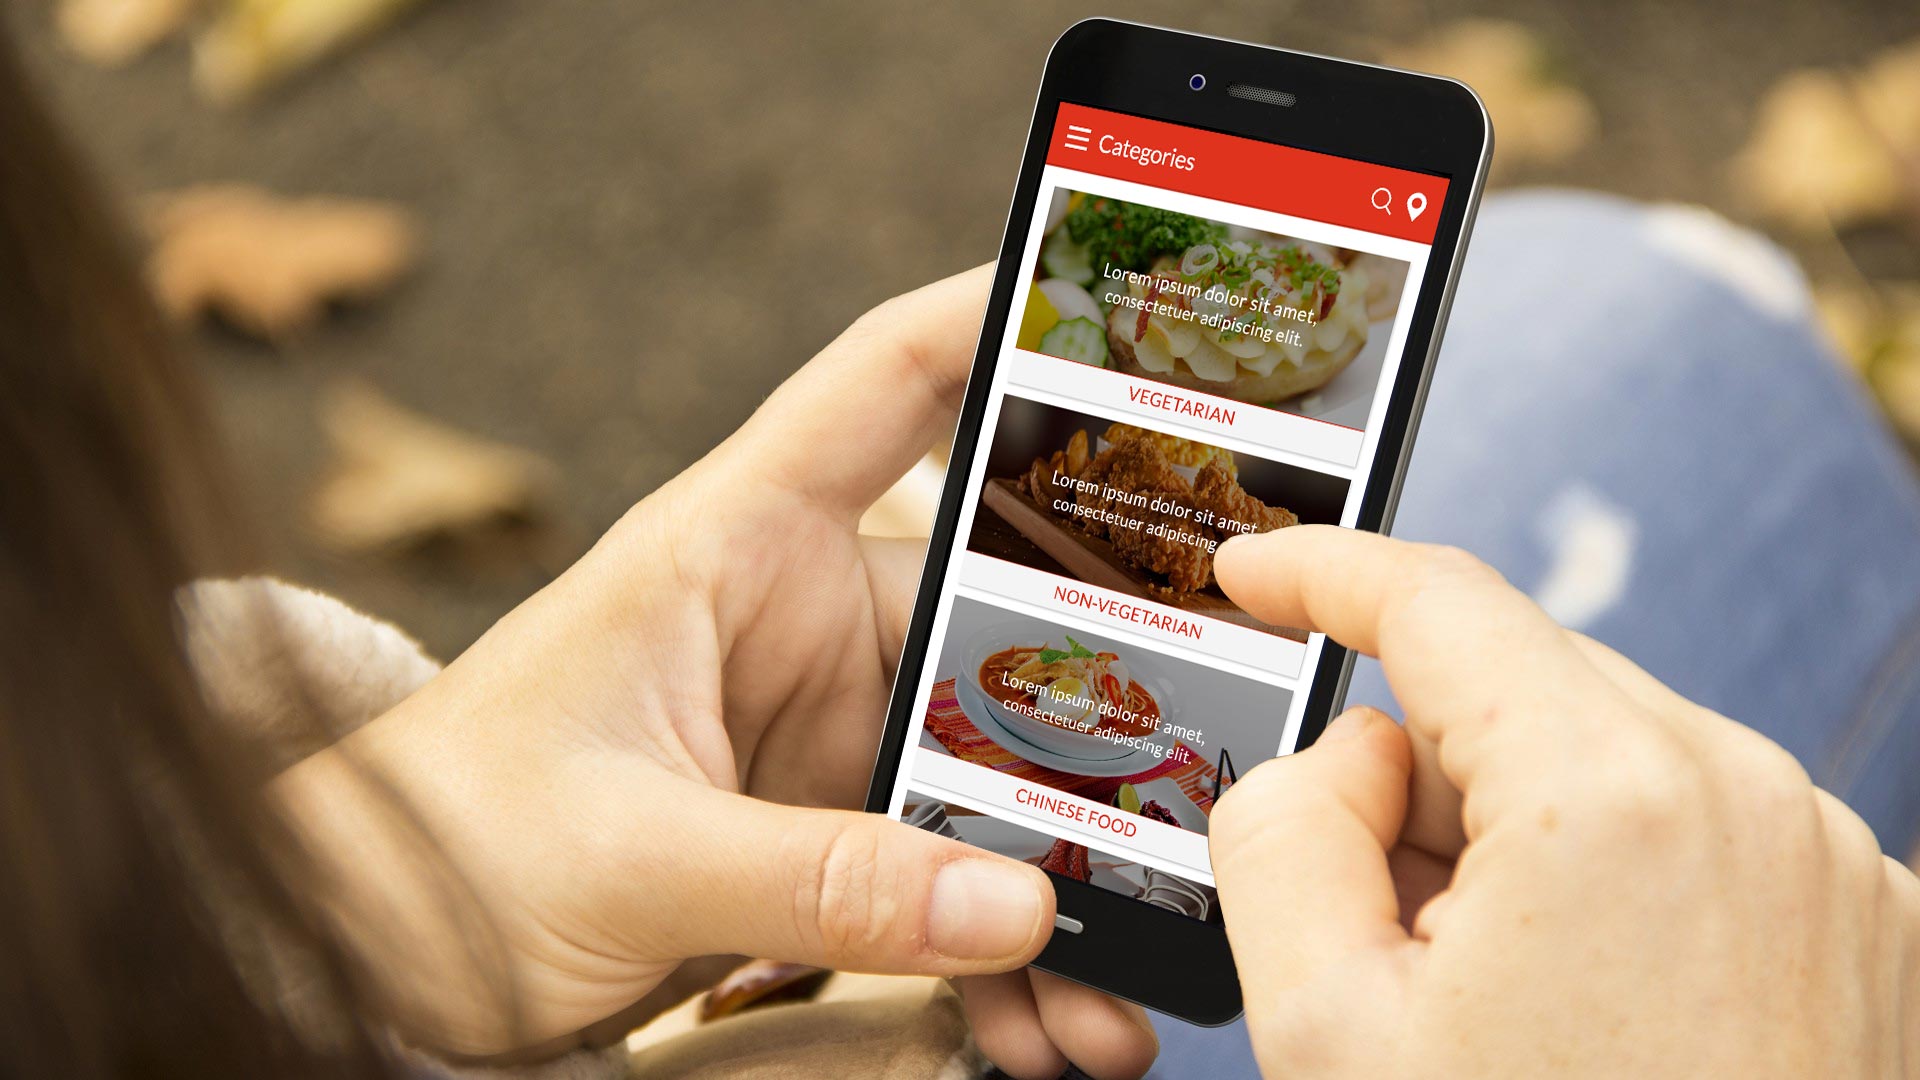 Categories
Lorem ipsum dolor sit amet,
consectetuer adipiscing elit.
VEGETARIAN
Lorem ipsum dolor sit amet
consectetuer adipiscing
NON-VEGETARIAN
Lorem ipsum dolor sit amet,
consectetuer adipiscing elit.
CHINESE FOOD